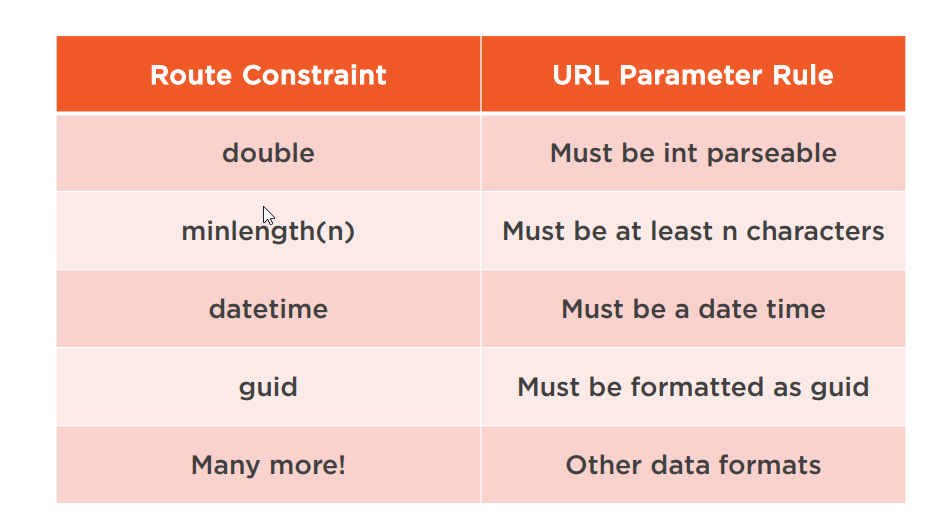 Route Constraint URL Parameter Rule
double Must be int parseable
minlength(n) Must be at least n characters
datetime Must be a date time
guid Must be formatted as guid
Many more! Other data formats